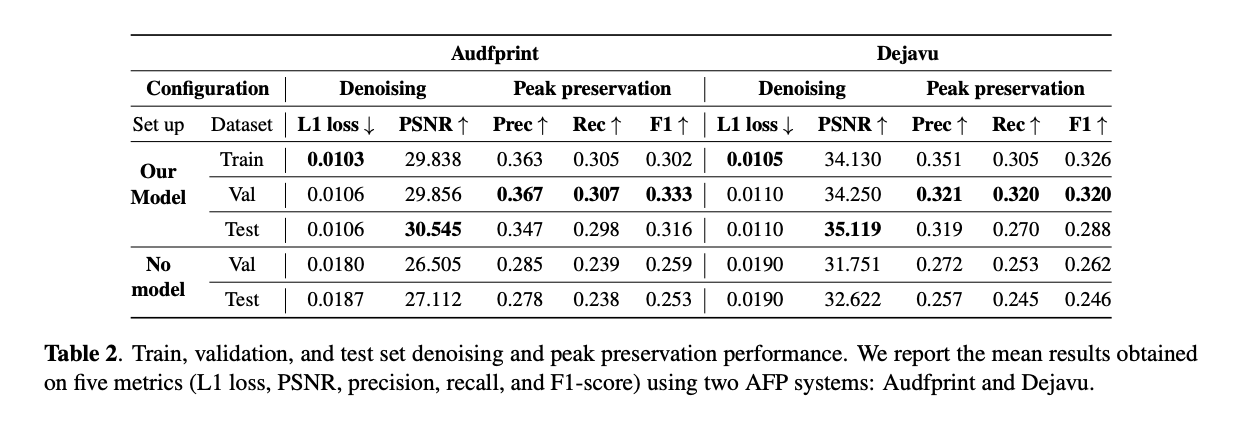 Audfprint Dejavu
Configuration Denoising Peak preservation Denoising Peak preservation
Set up Dataset L1 loss ↓ PSNR ↑ Prec ↑ Rec ↑ F1 ↑ L1 loss ↓ PSNR ↑ Prec ↑ Rec ↑ F1 ↑
Our Model Train 0.0103 29.838 0.363 0.305 0.302 0.0105 34.130 0.351 0.305 0.326
Val 0.0106 29.856 0.367 0.307 0.333 0.0110 34.250 0.321 0.320 0.320
Test 0.0106 30.545 0.347 0.298 0.316 0.0110 35.119 0.319 0.270 0.288
No model Val 0.0180 26.505 0.285 0.239 0.259 0.0190 31.751 0.272 0.253 0.262
Test 0.0187 27.112 0.278 0.238 0.253 0.0190 32.622 0.257 0.245 0.246
Table 2. Train, validation, and test set denoising and peak preservation performance. We report the mean results obtained
on five metrics (L1 loss, PSNR, precision, recall, and F1-score) using two AFP systems: Audfprint and Dejavu.